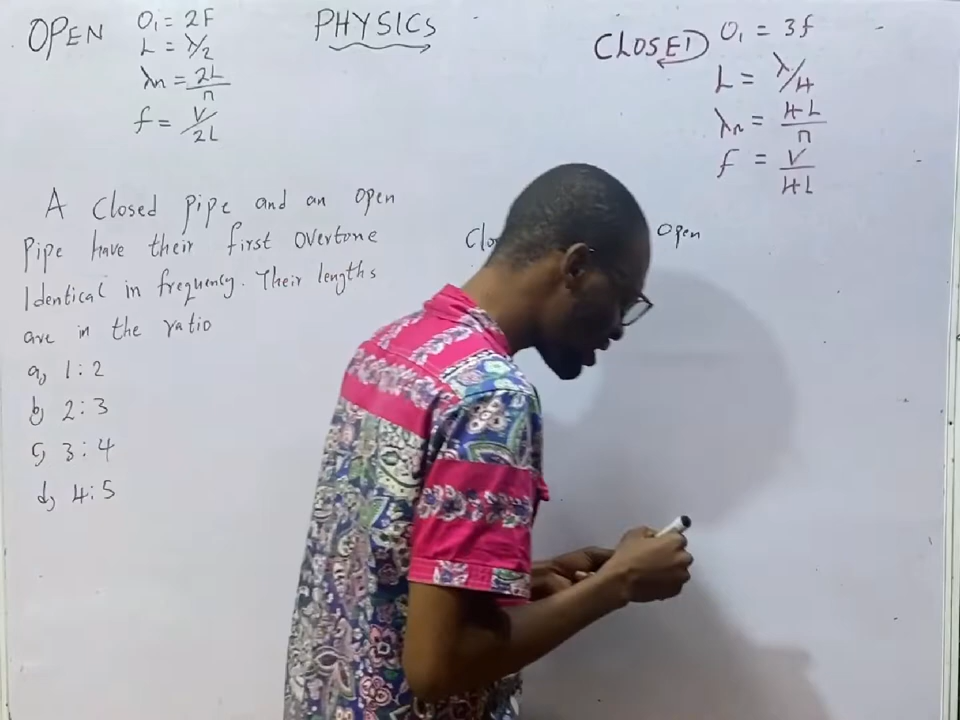 OPEN
O₁ = 2F
L = λ/2
λn = 2L/n
f = V/2L
PHYSICS
CLOSED
O₁ = 3f
L = λ/4
λn = 4L/n
f = V/4L
A Closed pipe and an open
Pipe have their first overtone
Identical in frequency. Their lengths
are in the ratio
a, 1:2
b, 2:3
c, 3:4
d, 4:5
Open